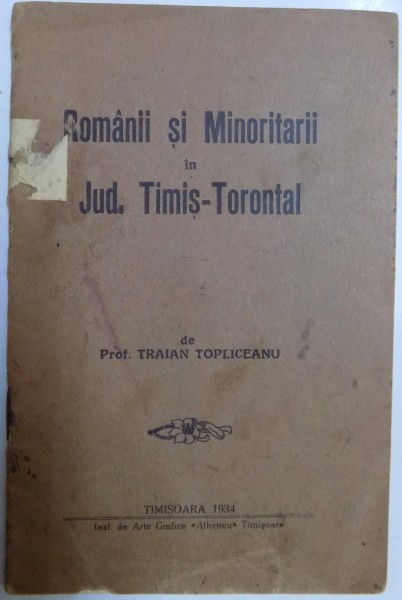 Românii și Minoritarii
în
Jud. Timiș-Torontal
de
Prof. TRAIAN TOPLICEANU
TIMIȘOARA 1934
Inst. de Arte Grafice «Atheneu» Timișoara